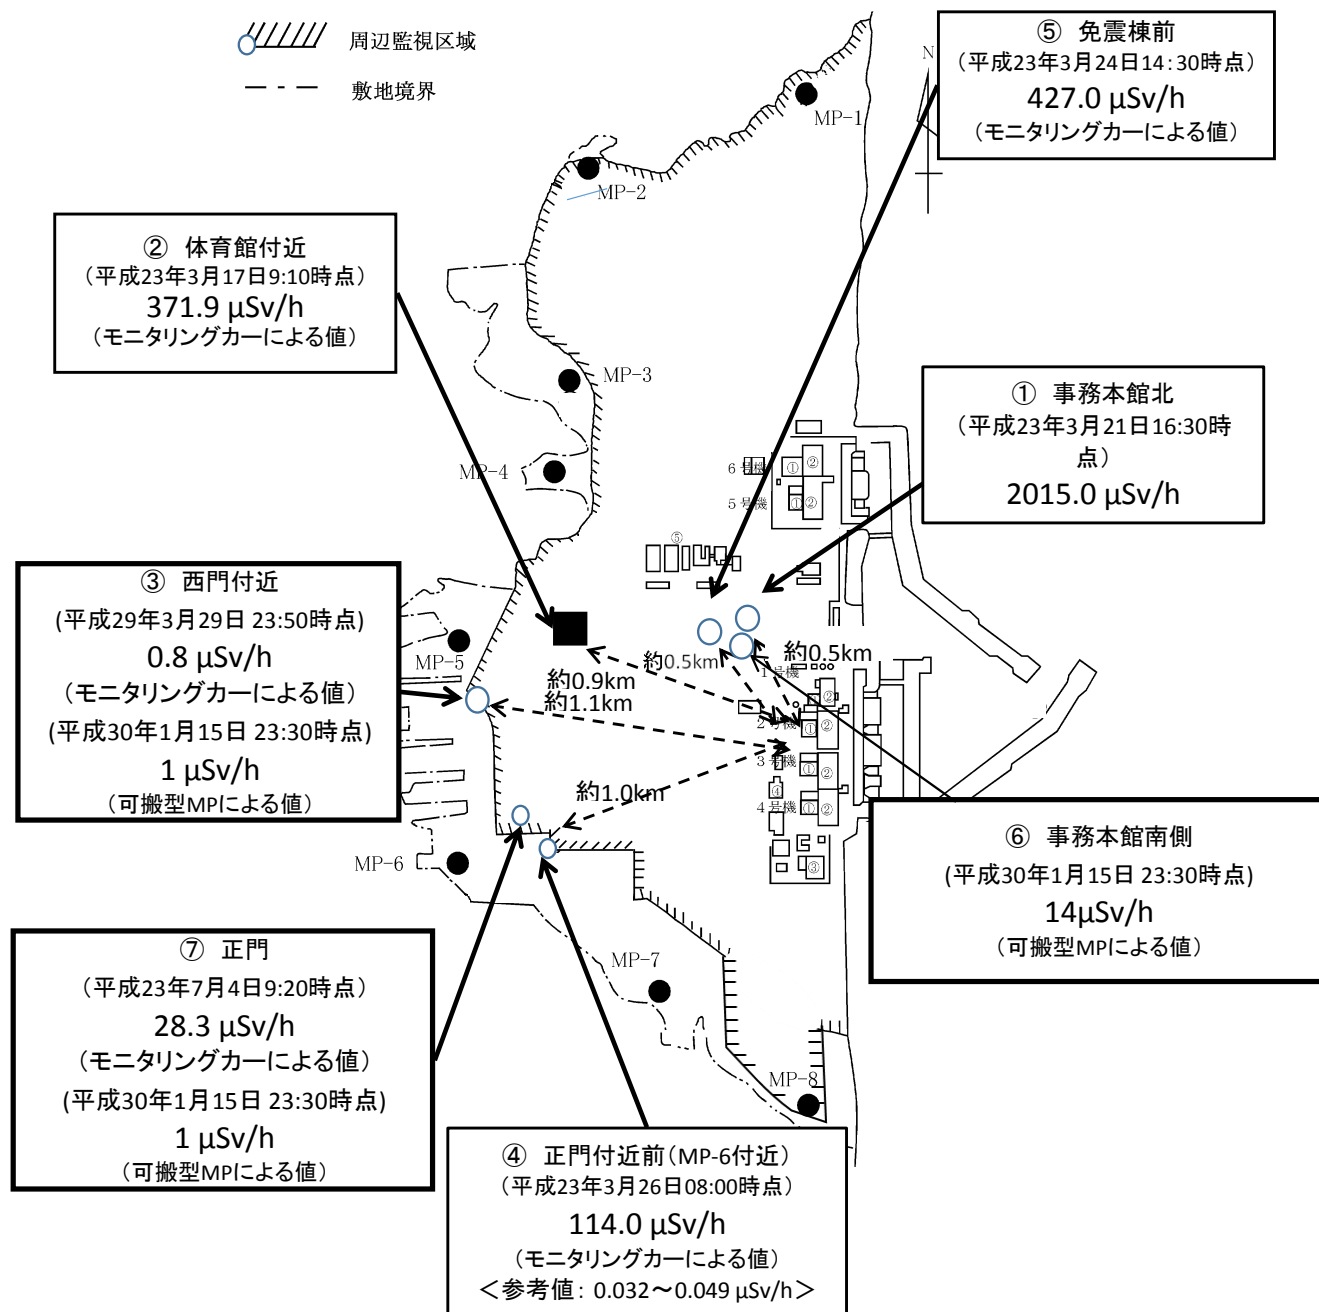 周辺監視区域
敷地境界
⑤ 免震棟前
(平成23年3月24日14:30時点)
427.0 μSv/h
(モニタリングカーによる値)
N
MP-1
MP-2
② 体育館付近
(平成23年3月17日9:10時点)
371.9 μSv/h
(モニタリングカーによる値)
MP-3
① 事務本館北
(平成23年3月21日16:30時
点)
2015.0 μSv/h
MP-4
6号機
① ②
5号機
① ②
⑤
③ 西門付近
(平成29年3月29日 23:50時点)
0.8 μSv/h
(モニタリングカーによる値)
(平成30年1月15日 23:30時点)
1 μSv/h
(可搬型MPによる値)
MP-5
約0.5km
約0.5km
約0.9km
約1.1km
1号機
②
2号機
① ②
3号機
① ②
約1.0km
④
4号機
① ②
③
MP-6
⑥ 事務本館南側
(平成30年1月15日 23:30時点)
14μSv/h
(可搬型MPによる値)
⑦ 正門
(平成23年7月4日9:20時点)
28.3 μSv/h
(モニタリングカーによる値)
(平成30年1月15日 23:30時点)
1 μSv/h
(可搬型MPによる値)
MP-7
MP-8
④ 正門付近前(MP-6付近)
(平成23年3月26日08:00時点)
114.0 μSv/h
(モニタリングカーによる値)
<参考値: 0.032～0.049 μSv/h>